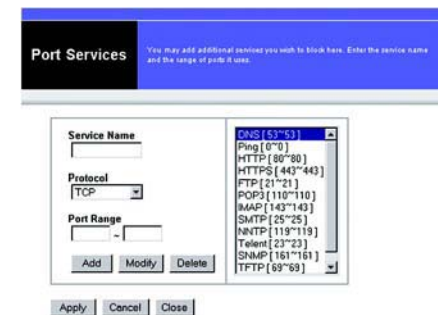 Port Services
You may add additional services you wish to block here. Enter the service name
and the range of ports it uses.
Service Name
Protocol
TCP
Port Range
~
Add Modify Delete
DNS [53~53]
Ping [0~0]
HTTP [80~80]
HTTPS [443~443]
FTP [21~21]
POP3 [110~110]
IMAP [143~143]
SMTP [25~25]
NNTP [119~119]
Telent [23~23]
SNMP [161~161]
TFTP [69~69]
Apply Cancel Close